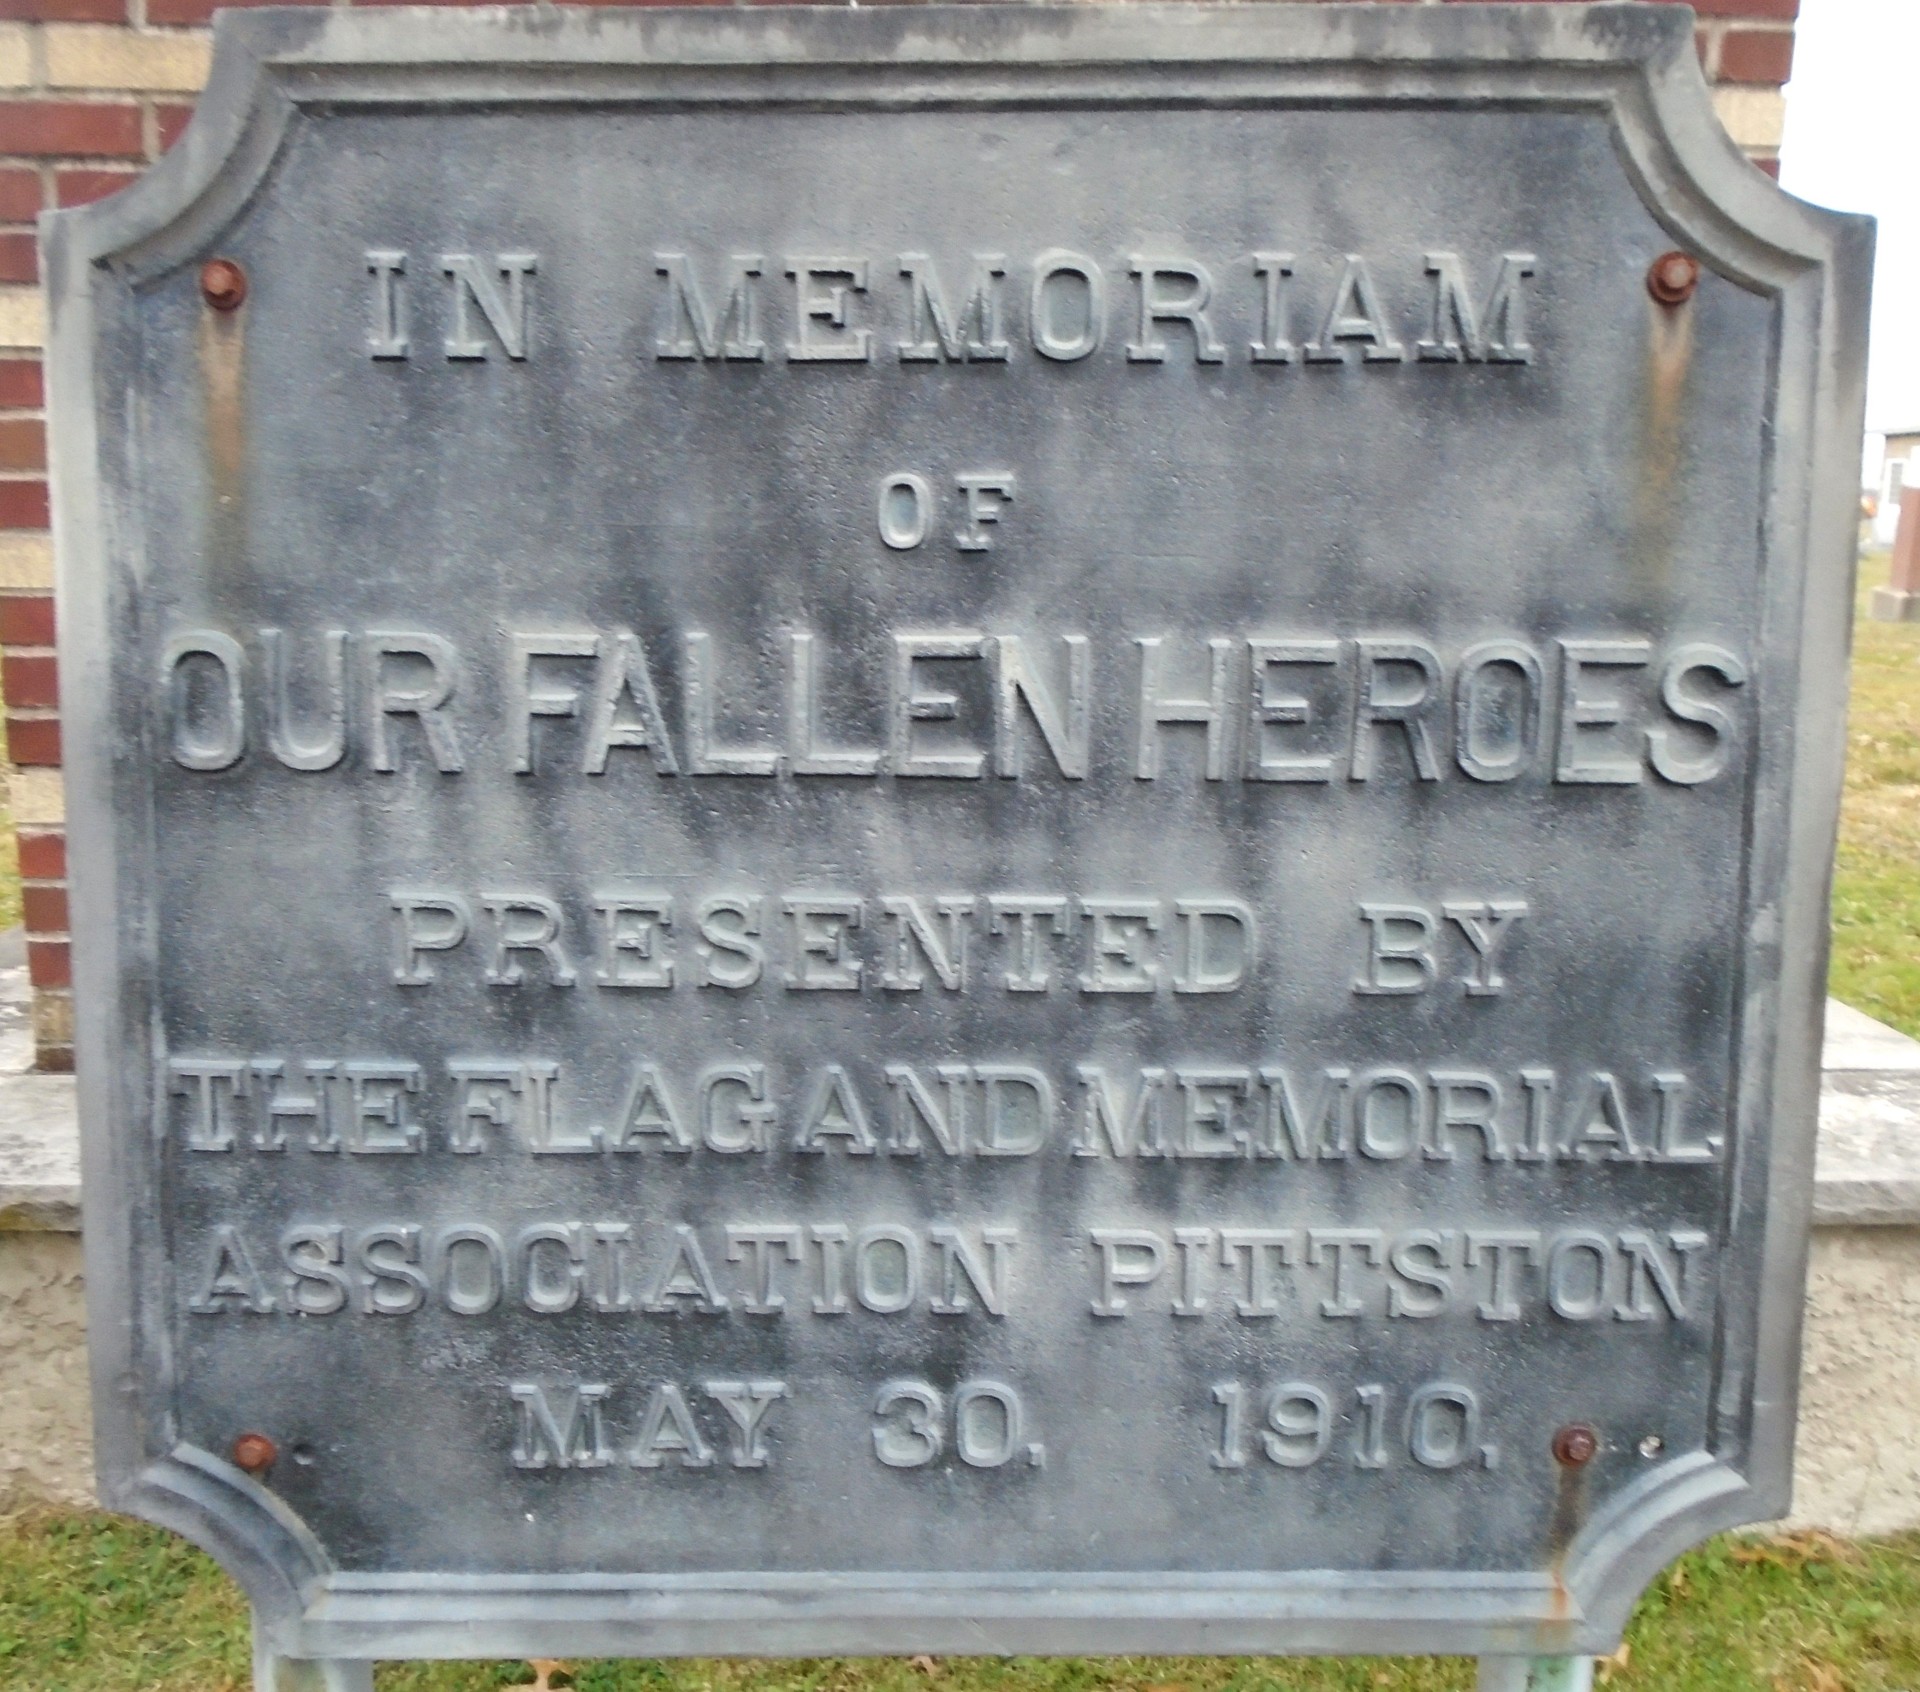 IN MEMORIAM
OF
OUR FALLEN HEROES
PRESENTED BY
THE FLAG AND MEMORIAL
ASSOCIATION PITTSTON
MAY 30. 1910.